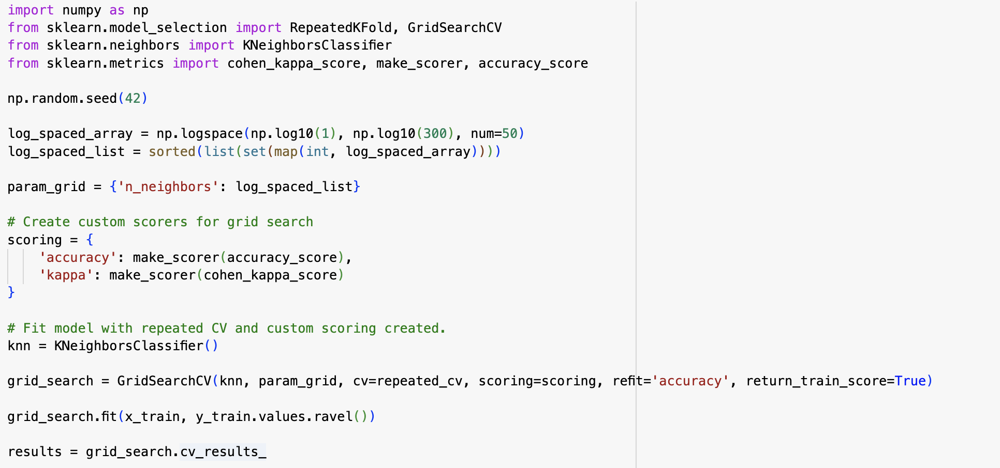 import numpy as np
from sklearn.model_selection import RepeatedKFold, GridSearchCV
from sklearn.neighbors import KNeighborsClassifier
from sklearn.metrics import cohen_kappa_score, make_scorer, accuracy_score

np.random.seed(42)

log_spaced_array = np.logspace(np.log10(1), np.log10(300), num=50)
log_spaced_list = sorted(list(set(map(int, log_spaced_array))))

param_grid = {'n_neighbors': log_spaced_list}

# Create custom scorers for grid search
scoring = {
    'accuracy': make_scorer(accuracy_score),
    'kappa': make_scorer(cohen_kappa_score)
}

# Fit model with repeated CV and custom scoring created.
knn = KNeighborsClassifier()

grid_search = GridSearchCV(knn, param_grid, cv=repeated_cv, scoring=scoring, refit='accuracy', return_train_score=True)

grid_search.fit(x_train, y_train.values.ravel())

results = grid_search.cv_results_